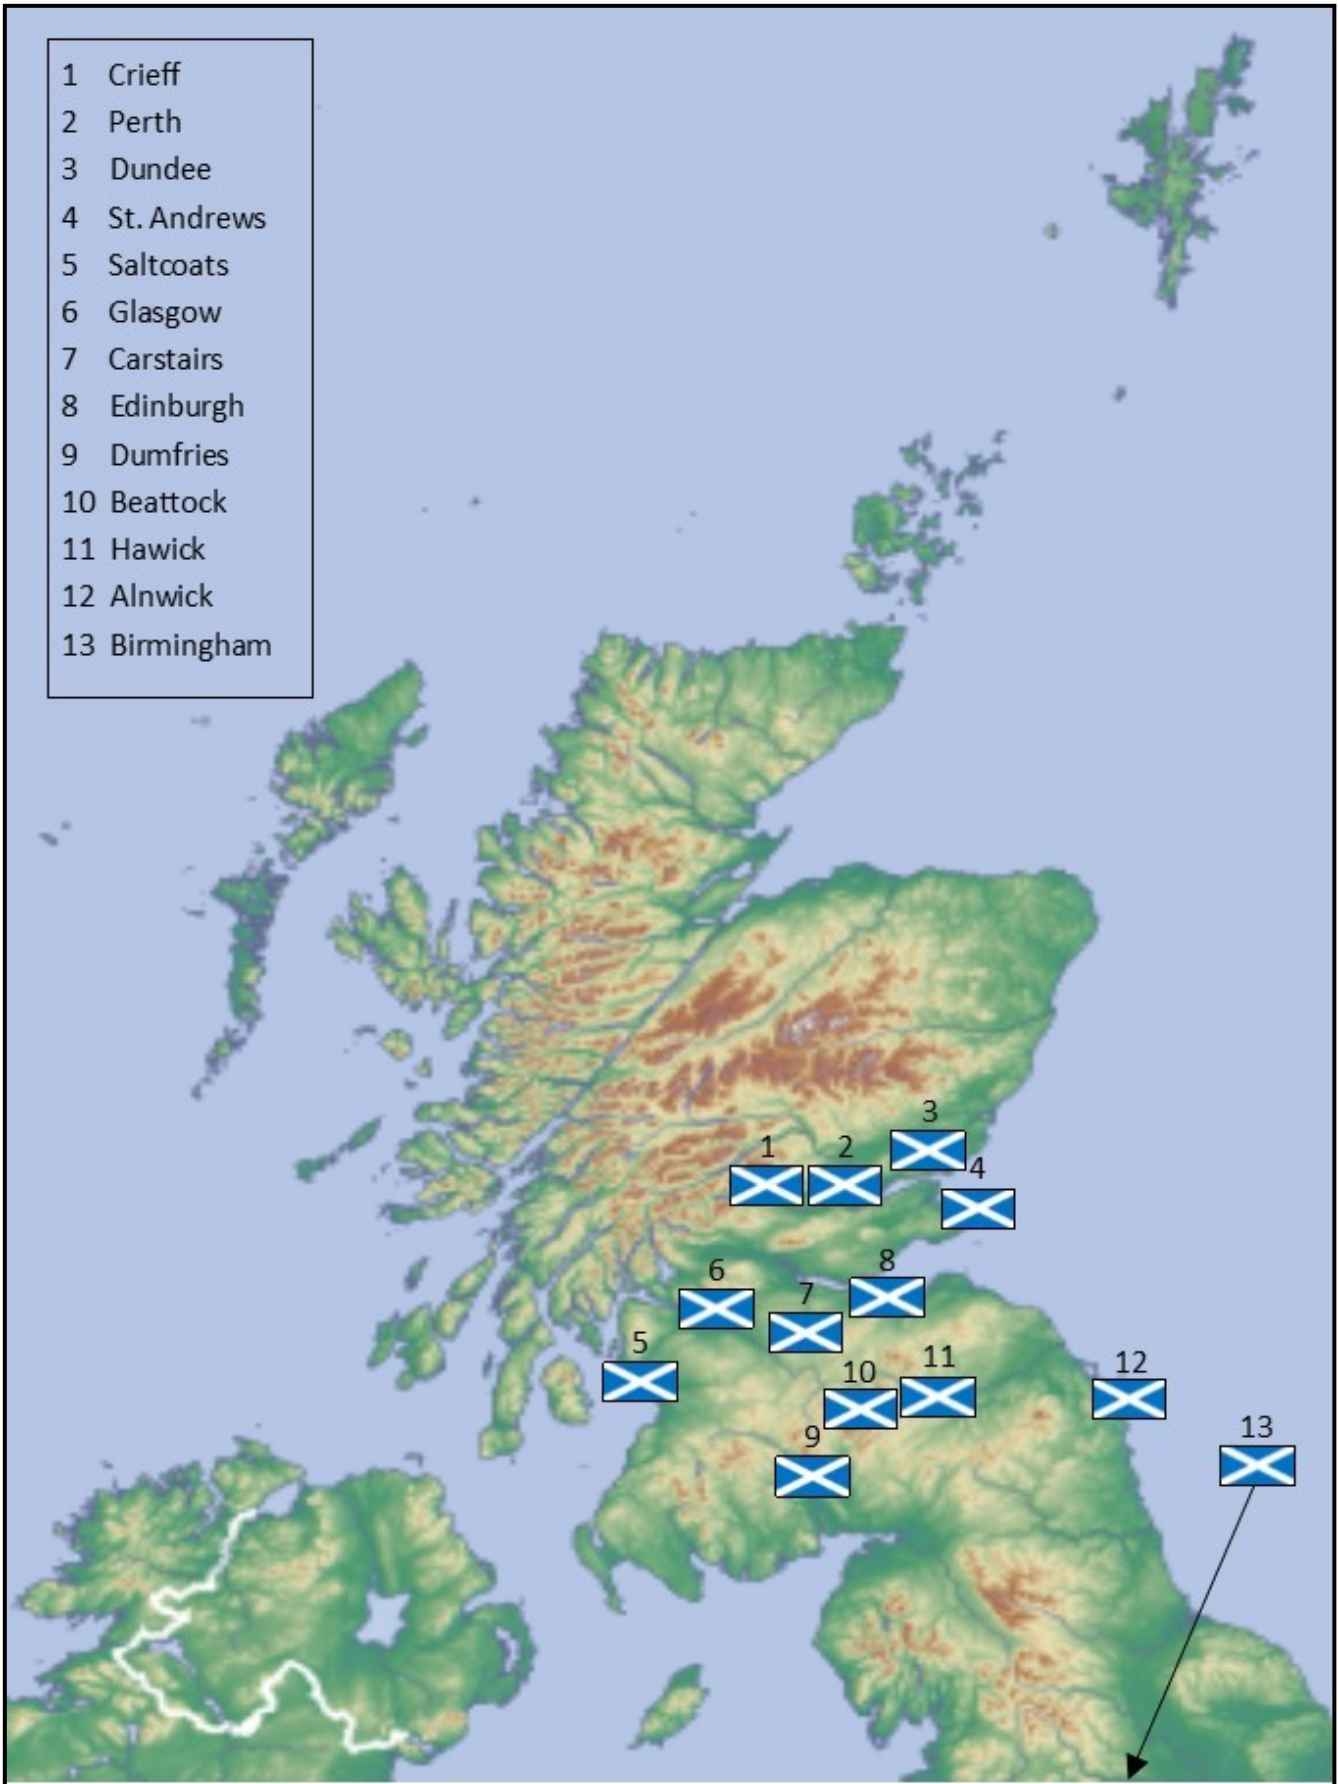 1 Crieff
2 Perth
3 Dundee
4 St. Andrews
5 Saltcoats
6 Glasgow
7 Carstairs
8 Edinburgh
9 Dumfries
10 Beattock
11 Hawick
12 Alnwick
13 Birmingham
3
1 2 4
8
6 7
5 11 12
10
9 13